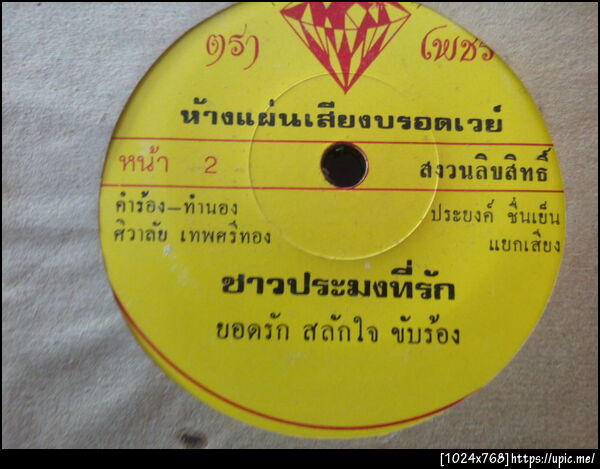 ตรา เพชร
ห้างแผ่นเสียงบรอดเวย์
หน้า 2 สงวนลิขสิทธิ์
คำร้อง-ทำนอง ประยงค์ ชื่นเย็น
ศิวาลัย เทพศรีทอง แยกเสียง
ชาวประมงที่รัก
ยอดรัก สลักใจ ขับร้อง
[1024x768]https://upic.me/